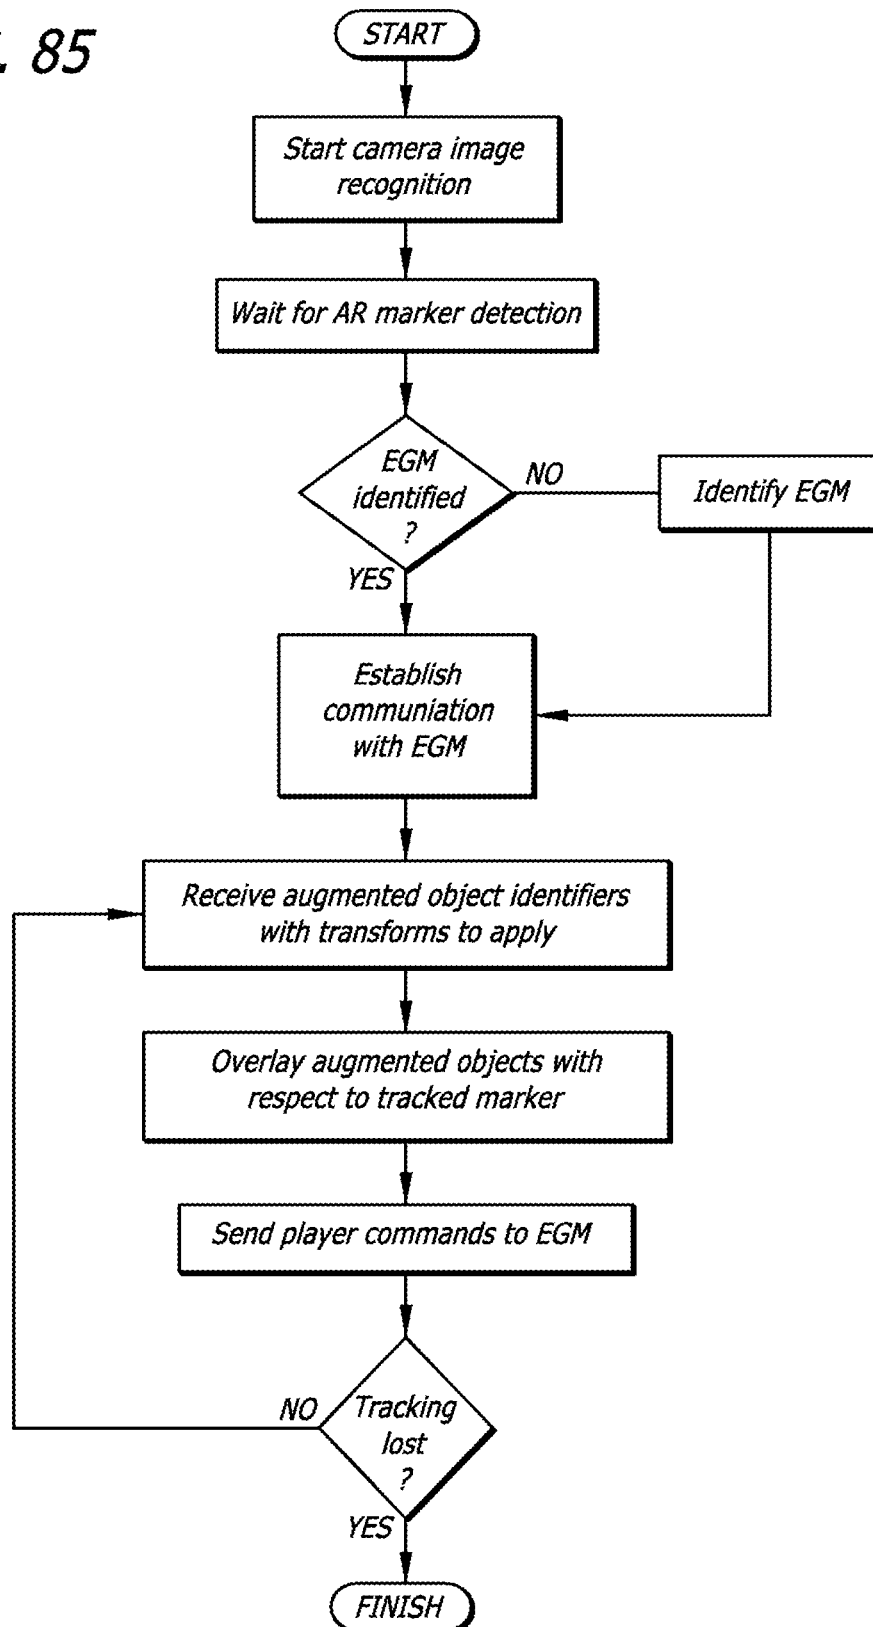 . 85
START
Start camera image
recognition
Wait for AR marker detection
EGM
identified
?
NO
Identify EGM
YES
Establish
communiation
with EGM
Receive augmented object identifiers
with transforms to apply
Overlay augmented objects with
respect to tracked marker
Send player commands to EGM
NO
Tracking
lost
?
YES
FINISH